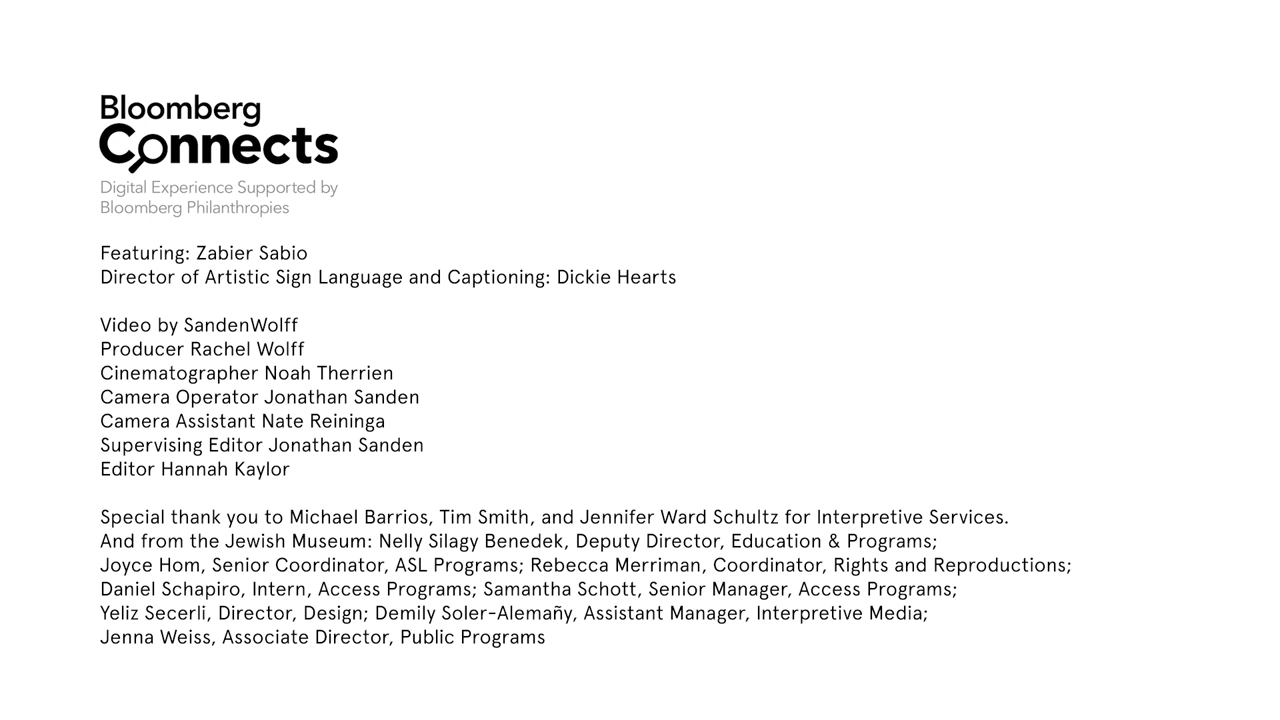 Bloomberg
Connects
Digital Experience Supported by
Bloomberg Philanthropies
Featuring: Zabier Sabio
Director of Artistic Sign Language and Captioning: Dickie Hearts
Video by SandenWolff
Producer Rachel Wolff
Cinematographer Noah Therrien
Camera Operator Jonathan Sanden
Camera Assistant Nate Reininga
Supervising Editor Jonathan Sanden
Editor Hannah Kaylor
Special thank you to Michael Barrios, Tim Smith, and Jennifer Ward Schultz for Interpretive Services.
And from the Jewish Museum: Nelly Silagy Benedek, Deputy Director, Education & Programs;
Joyce Hom, Senior Coordinator, ASL Programs; Rebecca Merriman, Coordinator, Rights and Reproductions;
Daniel Schapiro, Intern, Access Programs; Samantha Schott, Senior Manager, Access Programs;
Yeliz Secerli, Director, Design; Demily Soler-Alemañy, Assistant Manager, Interpretive Media;
Jenna Weiss, Associate Director, Public Programs